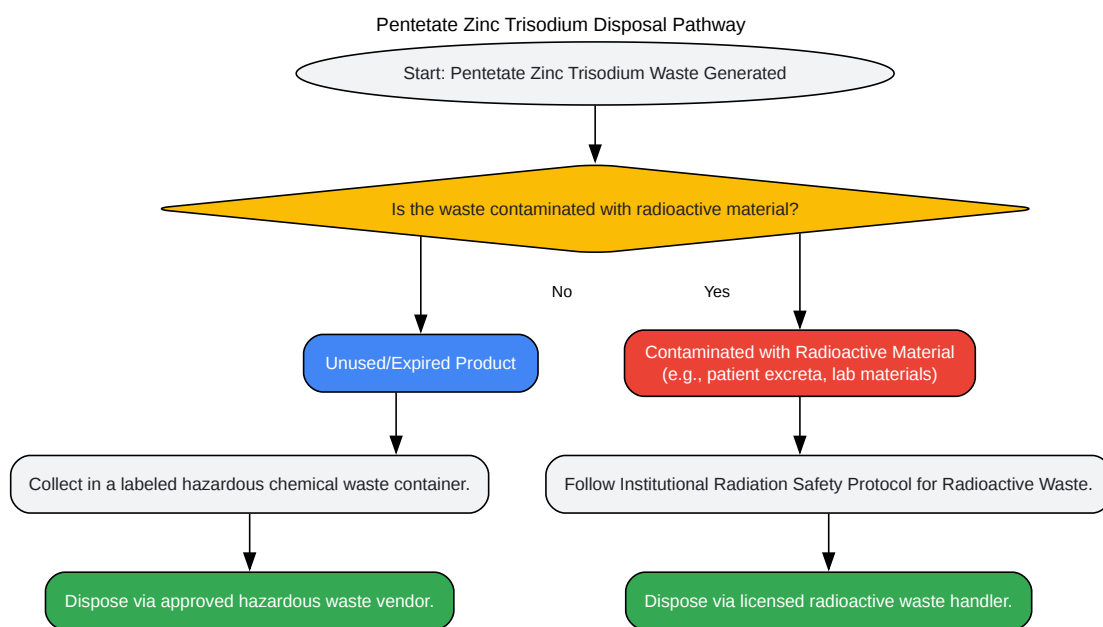 Pentetate Zinc Trisodium Disposal Pathway
Start: Pentetate Zinc Trisodium Waste Generated
Is the waste contaminated with radioactive material?
No
Yes
Unused/Expired Product
Contaminated with Radioactive Material
(e.g., patient excreta, lab materials)
Collect in a labeled hazardous chemical waste container.
Follow Institutional Radiation Safety Protocol for Radioactive Waste.
Dispose via approved hazardous waste vendor.
Dispose via licensed radioactive waste handler.